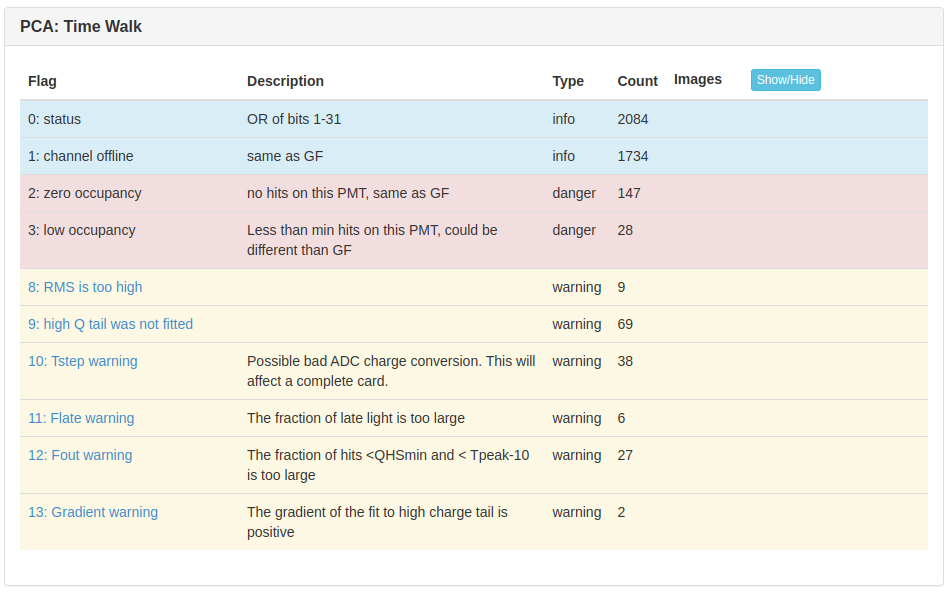 PCA: Time Walk
Flag Description Type Count Images Show/Hide
0: status OR of bits 1-31 info 2084
1: channel offline same as GF info 1734
2: zero occupancy no hits on this PMT, same as GF danger 147
3: low occupancy Less than min hits on this PMT, could be danger 28
different than GF
8: RMS is too high warning 9
9: high Q tail was not fitted warning 69
10: Tstep warning Possible bad ADC charge conversion. This will warning 38
affect a complete card.
11: Flate warning The fraction of late light is too large warning 6
12: Fout warning The fraction of hits <QHSmin and < Tpeak-10 warning 27
is too large
13: Gradient warning The gradient of the fit to high charge tail is warning 2
positive